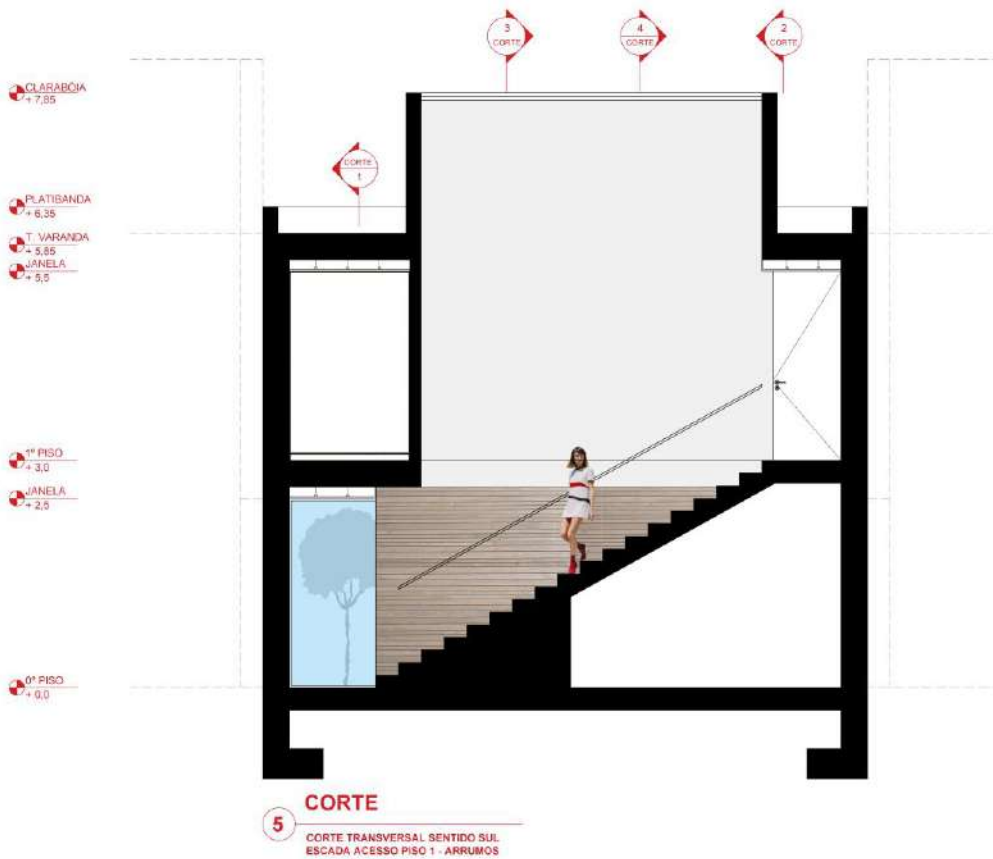 3
CORTE
4
CORTE
2
CORTE
CLARABÓIA
+ 7,85
CORTE
1
PLATIBANDA
+ 6,35
T. VARANDA
+ 5,85
JANELA
+ 5,5
1º PISO
+ 3,0
JANELA
+ 2,5
0º PISO
+ 0,0
5
CORTE
CORTE TRANSVERSAL SENTIDO SUL
ESCADA ACESSO PISO 1 - ARRUMOS